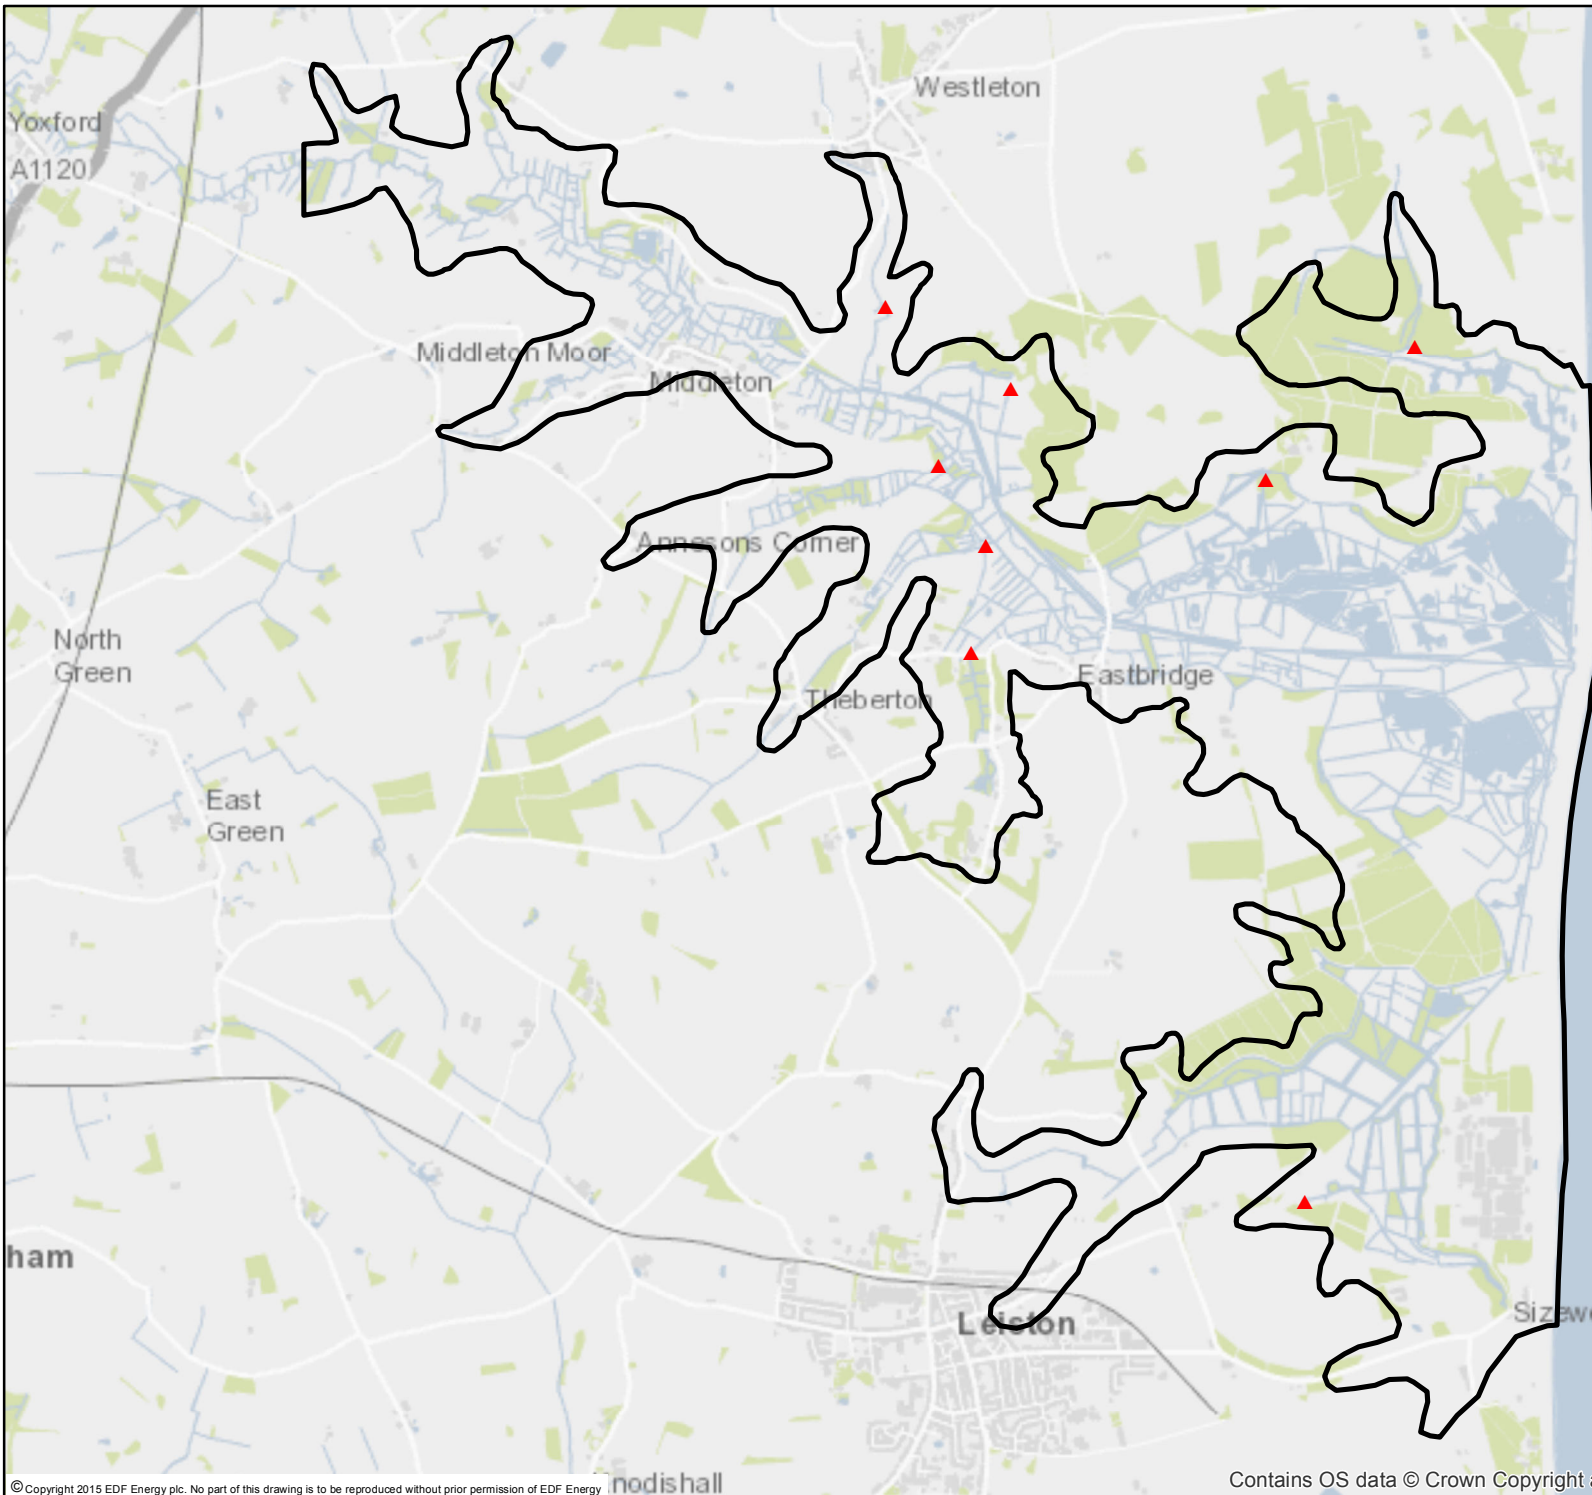 Westleton
Yoxford
A1120
Middleton Moor
Middleton
Annesons Corner
North
Green
Eastbridge
Theberton
East
Green
ham
Leiston
Sizew
nodishall
Contains OS data © Crown Copyright a
© Copyright 2015 EDF Energy plc. No part of this drawing is to be reproduced without prior permission of EDF Energy